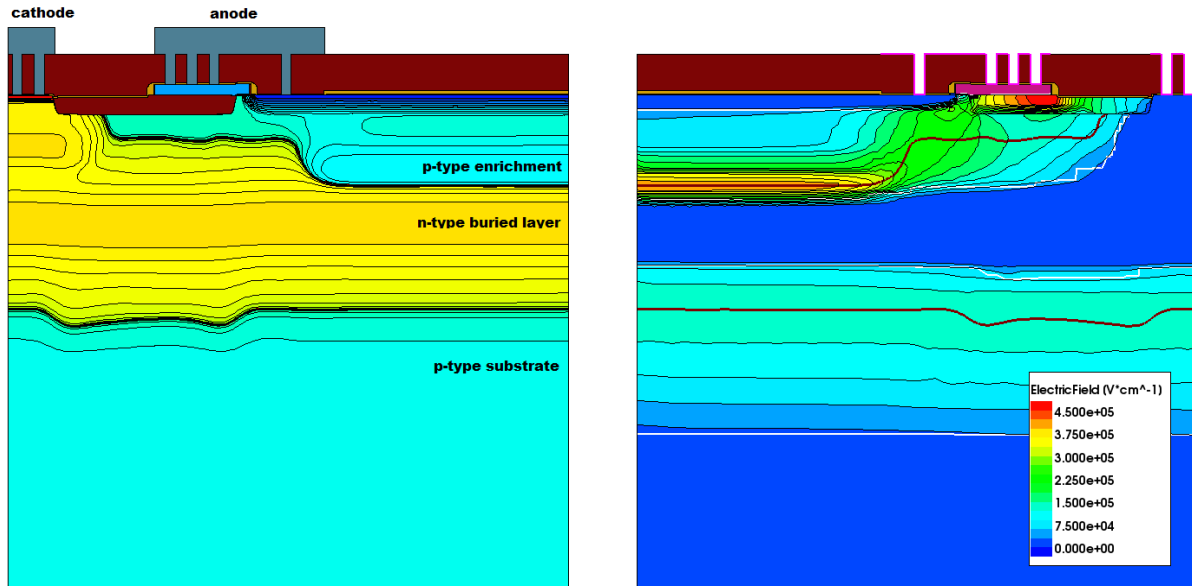 cathode
anode
p-type enrichment
n-type buried layer
p-type substrate
ElectricField (V*cm^-1)
4.500e+05
3.750e+05
3.000e+05
2.250e+05
1.500e+05
7.500e+04
0.000e+00